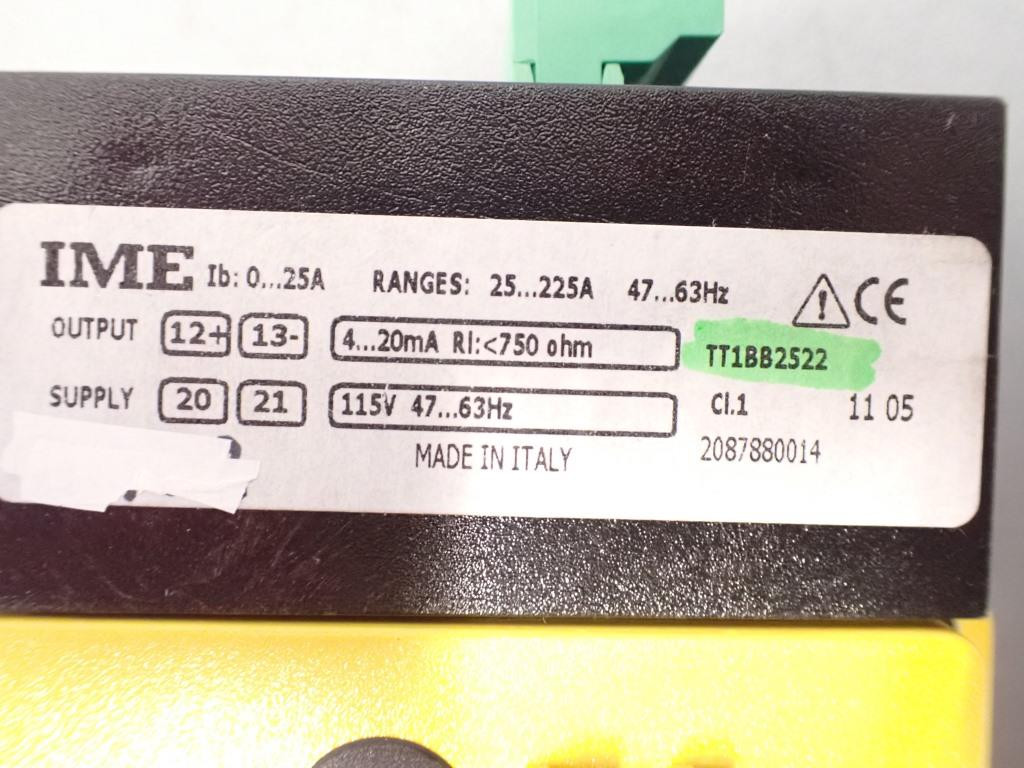 IME Ib: 0...25A RANGES: 25...225A 47...63Hz CE
OUTPUT 12+ 13- 4...20mA RI:<750 ohm TT1BB2522
SUPPLY 20 21 115V 47...63Hz Cl.1 11 05
MADE IN ITALY 2087880014